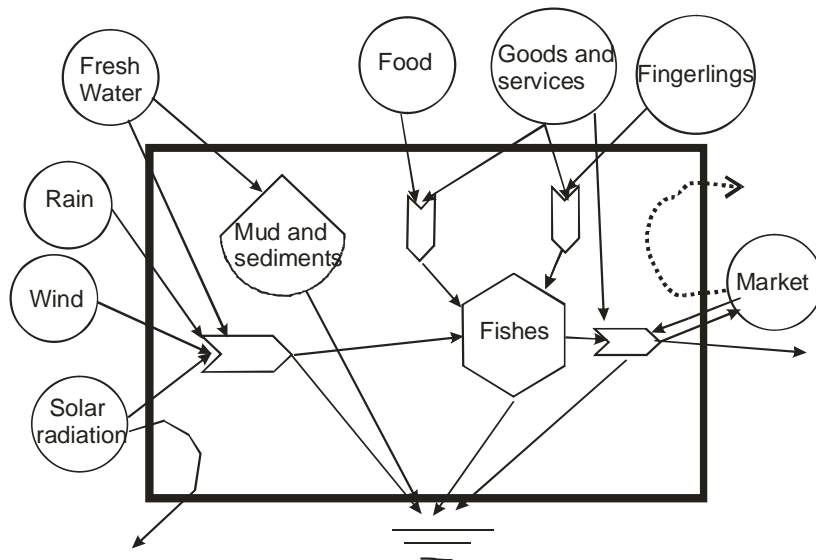 Fresh
Water
Food
Goods and
services
Fingerlings
Rain
Mud and
sediments
Wind
Fishes
Market
Solar
radiation